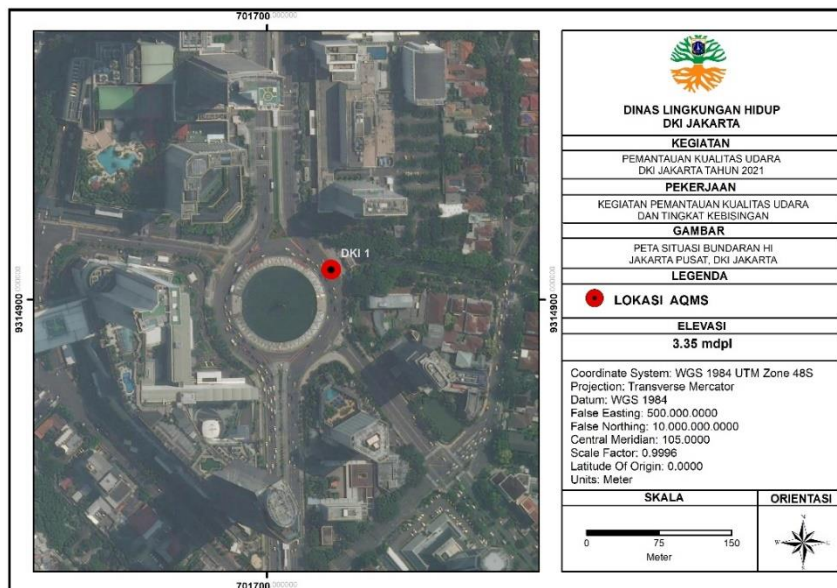 701700.000000
DKI 1
9314900.000000
9314900.000000
701700.000000
DINAS LINGKUNGAN HIDUP
DKI JAKARTA
KEGIATAN
PEMANTAUAN KUALITAS UDARA
DKI JAKARTA TAHUN 2021
PEKERJAAN
KEGIATAN PEMANTAUAN KUALITAS UDARA
DAN TINGKAT KEBISINGAN
GAMBAR
PETA SITUASI BUNDARAN HI
JAKARTA PUSAT, DKI JAKARTA
LEGENDA
LOKASI AQMS
ELEVASI
3.35 mdpl
Coordinate System: WGS 1984 UTM Zone 48S
Projection: Transverse Mercator
Datum: WGS 1984
False Easting: 500.000.0000
False Northing: 10.000.000.0000
Central Meridian: 105.0000
Scale Factor: 0.9996
Latitude Of Origin: 0.0000
Units: Meter
SKALA
0 75 150
Meter
ORIENTASI
N
W E
S